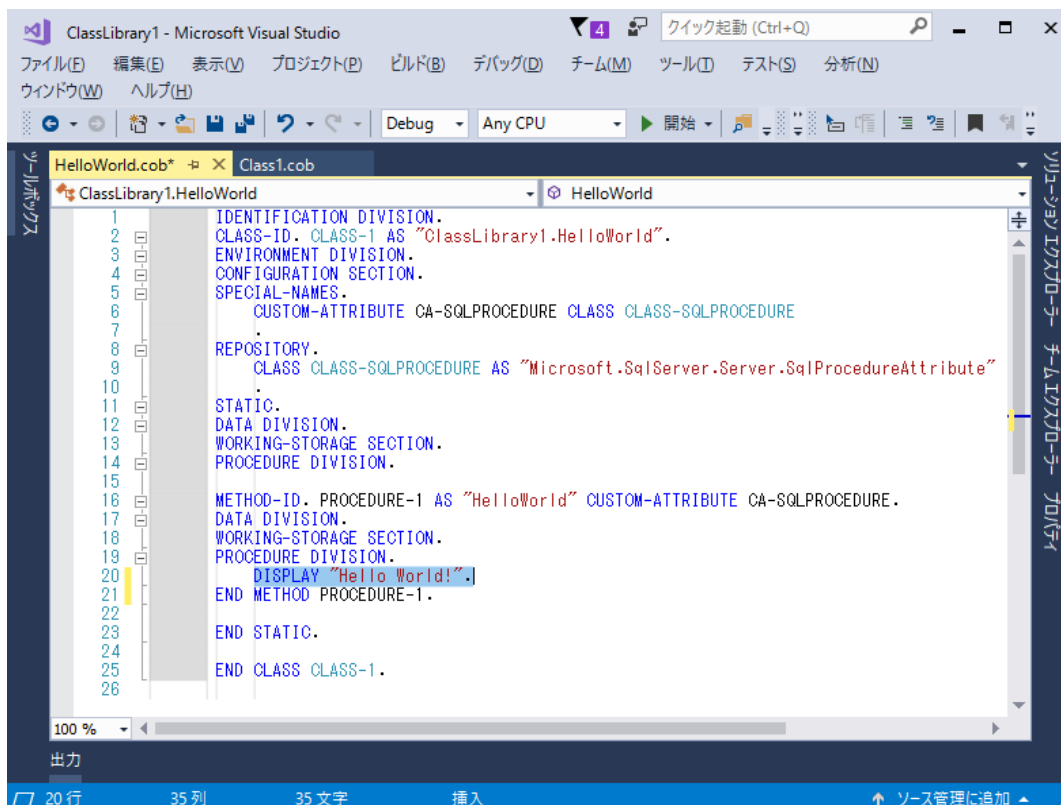 ClassLibrary1 - Microsoft Visual Studio
4
クイック起動 (Ctrl+Q)
ファイル(F) 編集(E) 表示(V) プロジェクト(P) ビルド(B) デバッグ(D) チーム(M) ツール(T) テスト(S) 分析(N)
ウィンドウ(W) ヘルプ(H)
Debug Any CPU 開始
ツールボックス
HelloWorld.cob* Class1.cob
ClassLibrary1.HelloWorld HelloWorld
1 IDENTIFICATION DIVISION.
2 CLASS-ID. CLASS-1 AS "ClassLibrary1.HelloWorld".
3 ENVIRONMENT DIVISION.
4 CONFIGURATION SECTION.
5 SPECIAL-NAMES.
6 CUSTOM-ATTRIBUTE CA-SQLPROCEDURE CLASS CLASS-SQLPROCEDURE
7 .
8 REPOSITORY.
9 CLASS CLASS-SQLPROCEDURE AS "Microsoft.SqlServer.Server.SqlProcedureAttribute"
10 .
11 STATIC.
12 DATA DIVISION.
13 WORKING-STORAGE SECTION.
14 PROCEDURE DIVISION.
15
16 METHOD-ID. PROCEDURE-1 AS "HelloWorld" CUSTOM-ATTRIBUTE CA-SQLPROCEDURE.
17 DATA DIVISION.
18 WORKING-STORAGE SECTION.
19 PROCEDURE DIVISION.
20 DISPLAY "Hello World!".
21 END METHOD PROCEDURE-1.
22
23 END STATIC.
24
25 END CLASS CLASS-1.
26
100 %
出力
20 行 35 列 35 文字 挿入 ソース管理に追加
ソリューション エクスプローラー
チーム エクスプローラー
プロパティ